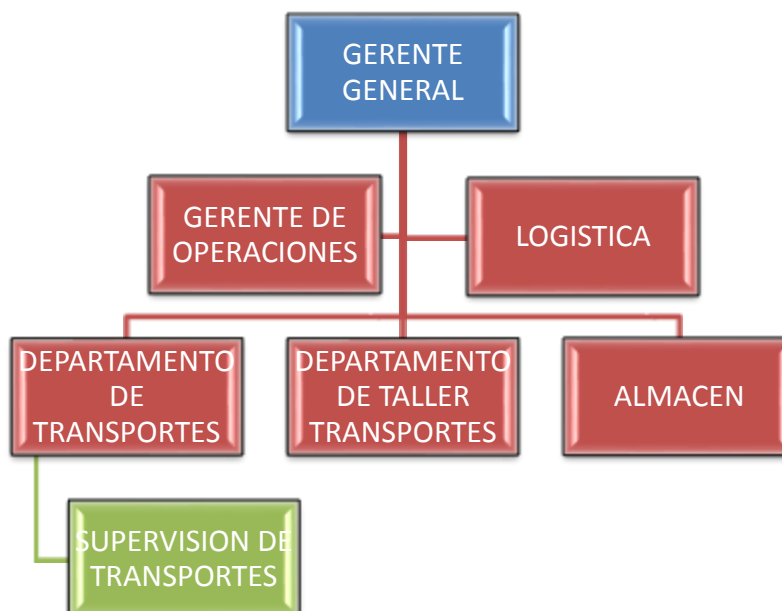 GERENTE
GENERAL
GERENTE DE
OPERACIONES
LOGISTICA
DEPARTAMENTO
DE
TRANSPORTES
DEPARTAMENTO
DE TALLER
TRANSPORTES
ALMACEN
SUPERVISION DE
TRANSPORTES